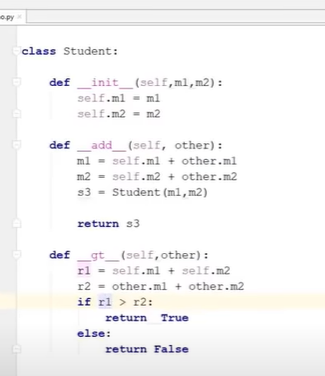 o.py
class Student:
def __init__(self,m1,m2):
self.m1 = m1
self.m2 = m2
def __add__(self, other):
m1 = self.m1 + other.m1
m2 = self.m2 + other.m2
s3 = Student(m1,m2)
return s3
def __gt__(self,other):
r1 = self.m1 + self.m2
r2 = other.m1 + other.m2
if r1 > r2:
return  True
else:
return False